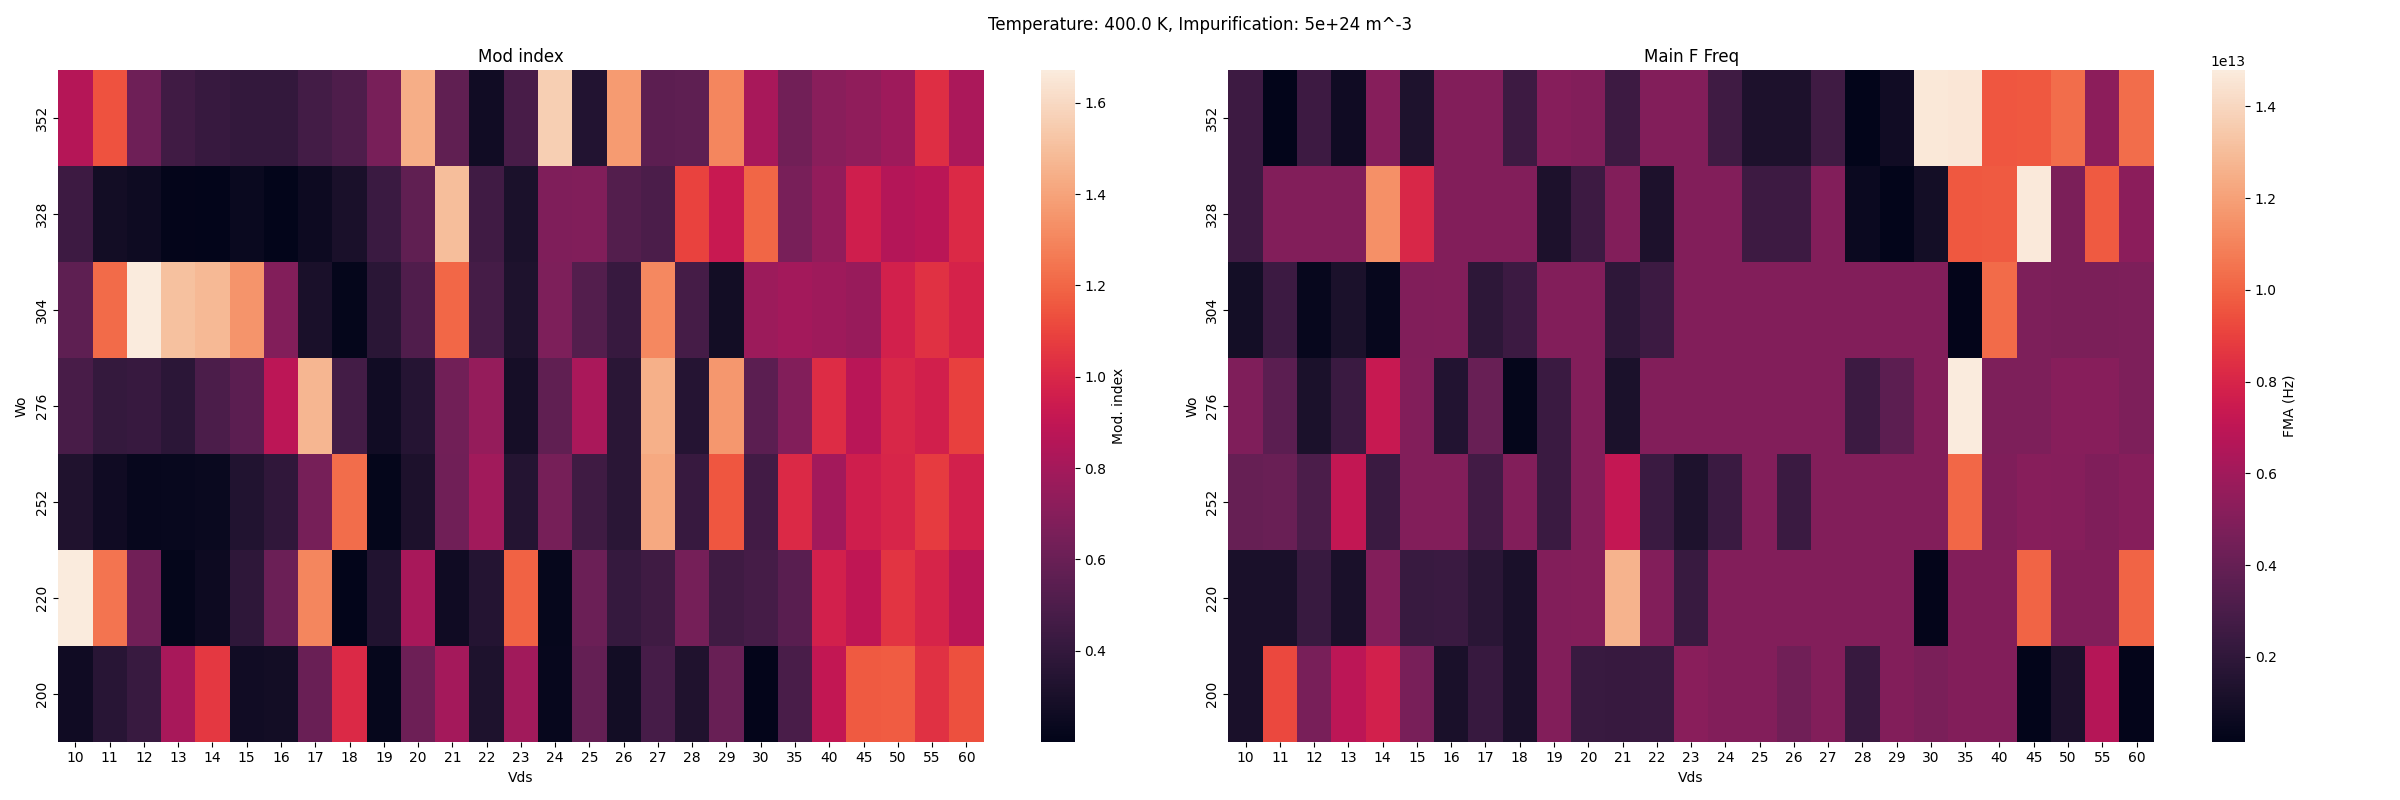 Temperature: 400.0 K, Impurification: 5e+24 m^-3
Mod index
Wo
352
328
304
276
252
220
200
10 11 12 13 14 15 16 17 18 19 20 21 22 23 24 25 26 27 28 29 30 35 40 45 50 55 60
Vds
1.6
1.4
1.2
1.0
0.8
0.6
0.4
Mod. index
Main F Freq
Wo
352
328
304
276
252
220
200
10 11 12 13 14 15 16 17 18 19 20 21 22 23 24 25 26 27 28 29 30 35 40 45 50 55 60
Vds
1e13
1.4
1.2
1.0
0.8
0.6
0.4
0.2
FMA (Hz)